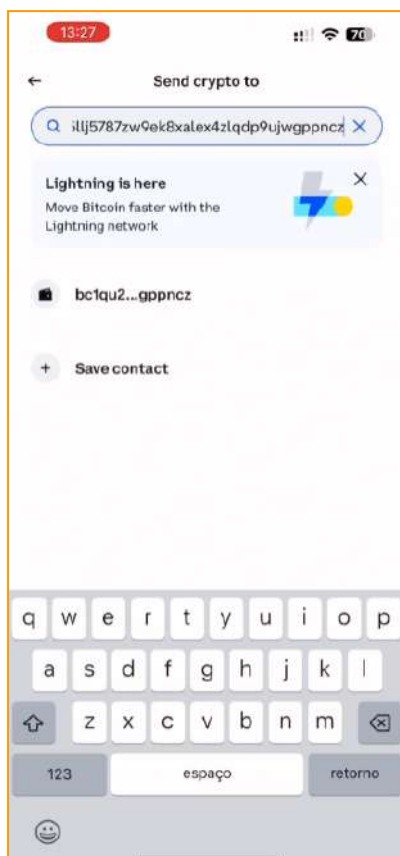 13:27
70
Send crypto to
illj5787zw9ek8xalex4zlqdp9ujwgppncz
Lightning is here
Move Bitcoin faster with the
Lightning network
bc1qu2...gppncz
Save contact
q w e r t y u i o p
a s d f g h j k l
z x c v b n m
123 espaço retorno